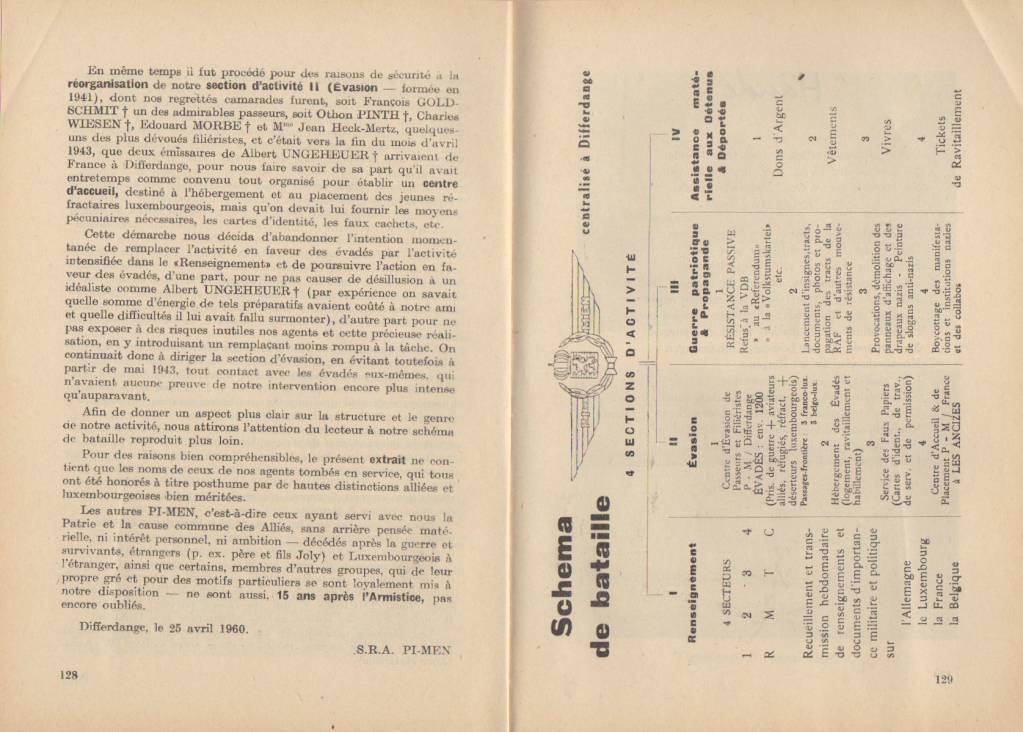 En même temps il fut procédé pour des raisons de sécurité à la
réorganisation de notre section d'activité II (Évasion — formée en
1941), dont nos regrettés camarades furent, soit François GOLD-
SCHMIT † un des admirables passeurs, soit Othon PINTH †, Charles
WIESEN †, Edouard MORBE † et Mme Jean Heck-Mertz, quelques-
uns des plus dévoués filiéristes, et c'était vers la fin du mois d'avril
1943, que deux émissaires de Albert UNGEHEUER † arrivaient de
France à Differdange, pour nous faire savoir de sa part qu'il avait
entretemps comme convenu tout organisé pour établir un centre
d'accueil, destiné à l'hébergement et au placement des jeunes ré-
fractaires luxembourgeois, mais qu'on devait lui fournir les moyens
pécuniaires nécessaires, les cartes d'identité, les faux cachets, etc.
Cette démarche nous décida d'abandonner l'intention momen-
tanée de remplacer l'activité en faveur des évadés par l'activité
intensifiée dans le «Renseignement» et de poursuivre l'action en fa-
veur des évadés, d'une part, pour ne pas causer de désillusion à un
idéaliste comme Albert UNGEHEUER † (par expérience on savait
quelle somme d'énergie de tels préparatifs avaient coûté à notre ami
et quelle difficultés il lui avait fallu surmonter), d'autre part pour ne
pas exposer à des risques inutiles nos agents et cette précieuse réali-
sation, en y introduisant un remplaçant moins rompu à la tâche. On
continuait donc à diriger la section d'évasion, en évitant toutefois à
partir de mai 1943, tout contact avec les évadés eux-mêmes, qui
n'avaient aucune preuve de notre intervention encore plus intense
qu'auparavant.
Afin de donner un aspect plus clair sur la structure et le genre
de notre activité, nous attirons l'attention du lecteur à notre schéma
de bataille reproduit plus loin.
Pour des raisons bien compréhensibles, le présent extrait ne con-
tient que les noms de ceux de nos agents tombés en service, qui tous
ont été honorés à titre posthume par de hautes distinctions alliées et
luxembourgeoises bien méritées.
Les autres PI-MEN, c'est-à-dire ceux ayant servi avec nous la
Patrie et la cause commune des Alliés, sans arrière pensée maté-
rielle, ni intérêt personnel, ni ambition — décédés après la guerre et
survivants, étrangers (p. ex. père et fils Joly) et Luxembourgeois à
l'étranger, ainsi que certains, membres d'autres groupes, qui de leur
propre gré et pour des motifs particuliers se sont loyalement mis à
notre disposition — ne sont aussi, 15 ans après l'Armistice, pas
encore oubliés.
Differdange, le 25 avril 1960.
S.R.A. PI-MEN
128
Schema
de bataille
centralisé à Differdange
4 SECTIONS D'ACTIVITÉ
I
Renseignement
4 SECTEURS
1 2 3 4
R M T C
Recueillement et trans-
mission hebdomadaire
de renseignements et
documents d'importan-
ce militaire et politique
sur
l'Allemagne
le Luxembourg
la France
la Belgique
II
Évasion
1
Centre d'Évasion de
Passeurs et Filiéristes
P - M / Differdange
ÉVADÉS : env. 1200
(Pris. de guerre + aviateurs
alliés, réfugiés, réfract. +
déserteurs luxembourgeois)
Passages-frontière : 3 franco-lux.
3 belgo-lux.
2
Hébergement des Évadés
(logement, ravitaillement et
habillement)
3
Service des Faux Papiers
(Cartes d'ident., de trav.,
de serv. et de permission)
4
Centre d'Accueil & de
Placement P - M / France
à LES ANCIZES
III
Guerre patriotique
& Propagande
1
RÉSISTANCE PASSIVE
Refus à la TDB
» au «Referendum»
» à la «Volkstumskartei»
etc.
2
Lancement d'insignes, tracts,
documents, photos et pro-
pagation des tracts de la
RAF et d'autres mouve-
ments de résistance
3
Provocations, démolition des
panneaux d'affichage et des
drapeaux nazis - Peinture
de slogans anti-nazis
4
Boycottage des manifesta-
tions et institutions nazies
et des collabos
IV
Assistance maté-
rielle aux Détenus
& Déportés
1
Dons d'Argent
2
Vêtements
3
Vivres
4
Tickets
de Ravitaillement
129